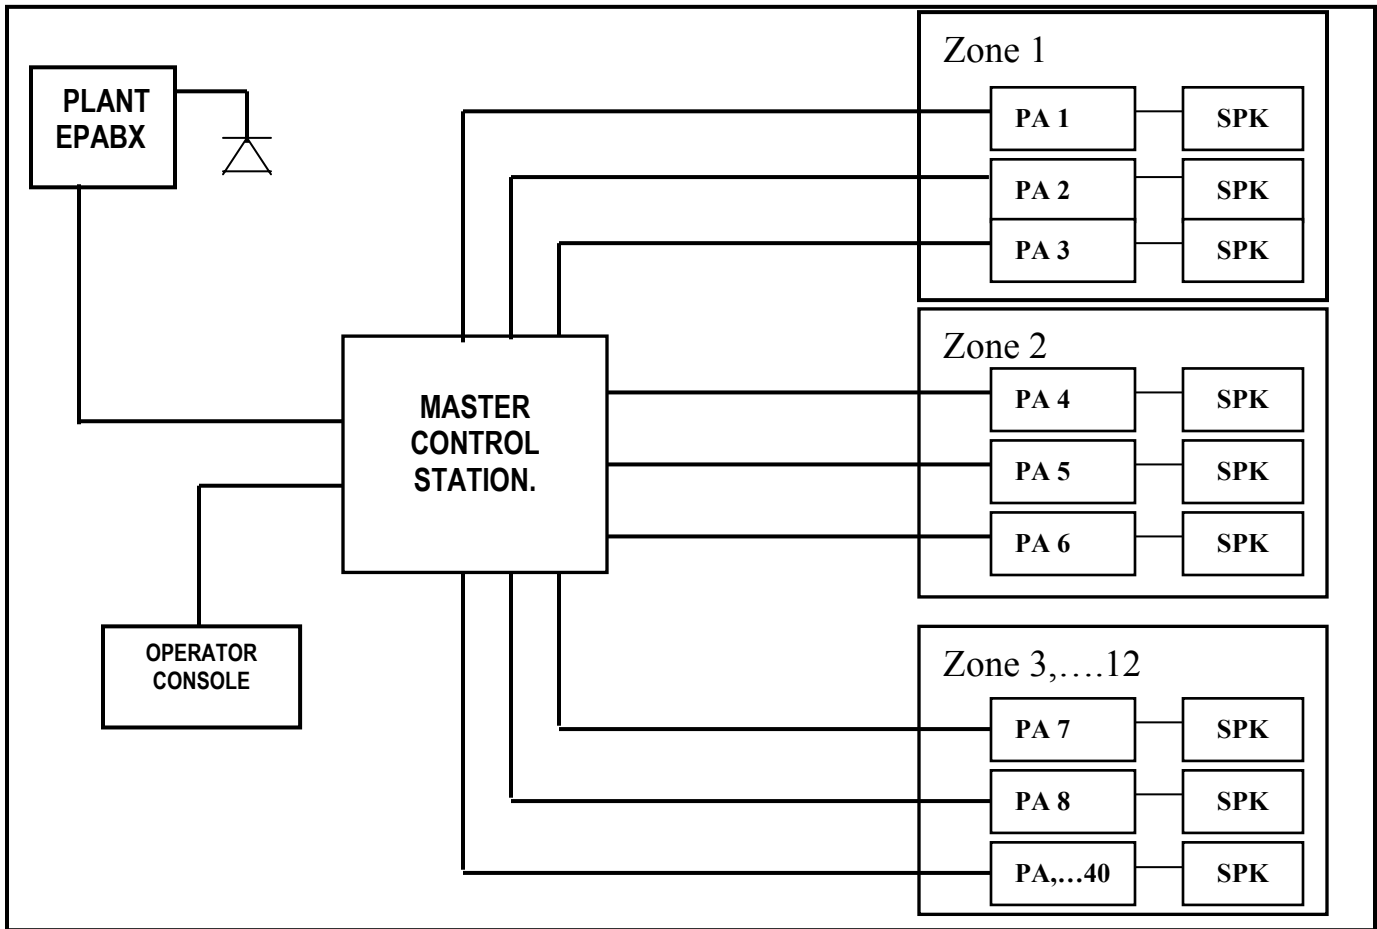 PLANT
EPABX
MASTER
CONTROL
STATION.
OPERATOR
CONSOLE
Zone 1
PA 1
SPK
PA 2
SPK
PA 3
SPK
Zone 2
PA 4
SPK
PA 5
SPK
PA 6
SPK
Zone 3,....12
PA 7
SPK
PA 8
SPK
PA,...40
SPK